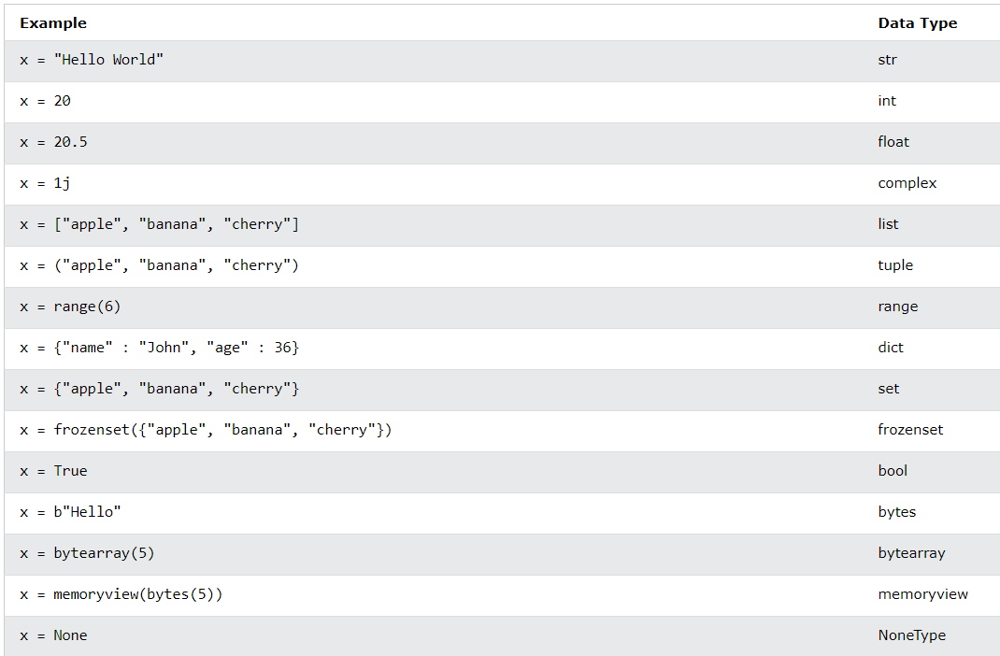 Example Data Type
x = "Hello World" str
x = 20 int
x = 20.5 float
x = 1j complex
x = ["apple", "banana", "cherry"] list
x = ("apple", "banana", "cherry") tuple
x = range(6) range
x = {"name" : "John", "age" : 36} dict
x = {"apple", "banana", "cherry"} set
x = frozenset({"apple", "banana", "cherry"}) frozenset
x = True bool
x = b"Hello" bytes
x = bytearray(5) bytearray
x = memoryview(bytes(5)) memoryview
x = None NoneType